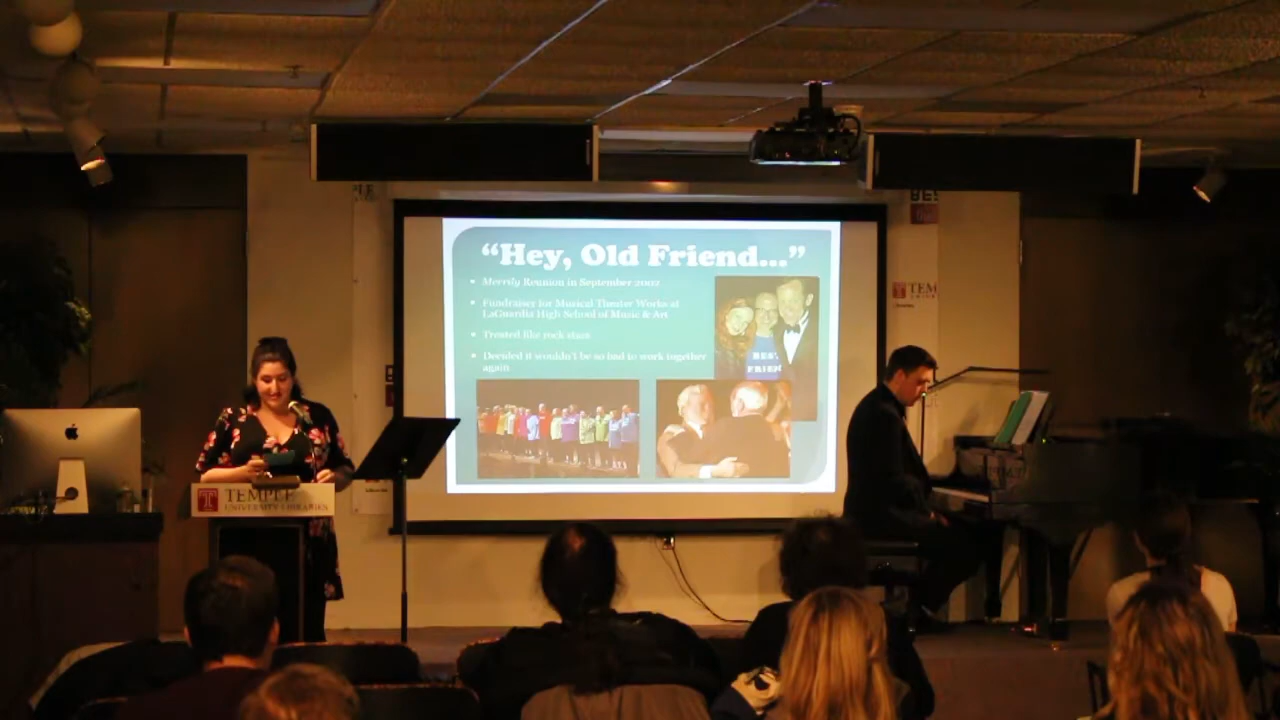 “Hey, Old Friend...”
Merrily Reunion in September 2002
Fundraiser for Musical Theater Works at
LaGuardia High School of Music & Art
Treated like rock stars
Decided it wouldn't be so bad to work together
again
BEST
FRIEND
TEM
TEMPLE
UNIVERSITY LIBRARIES